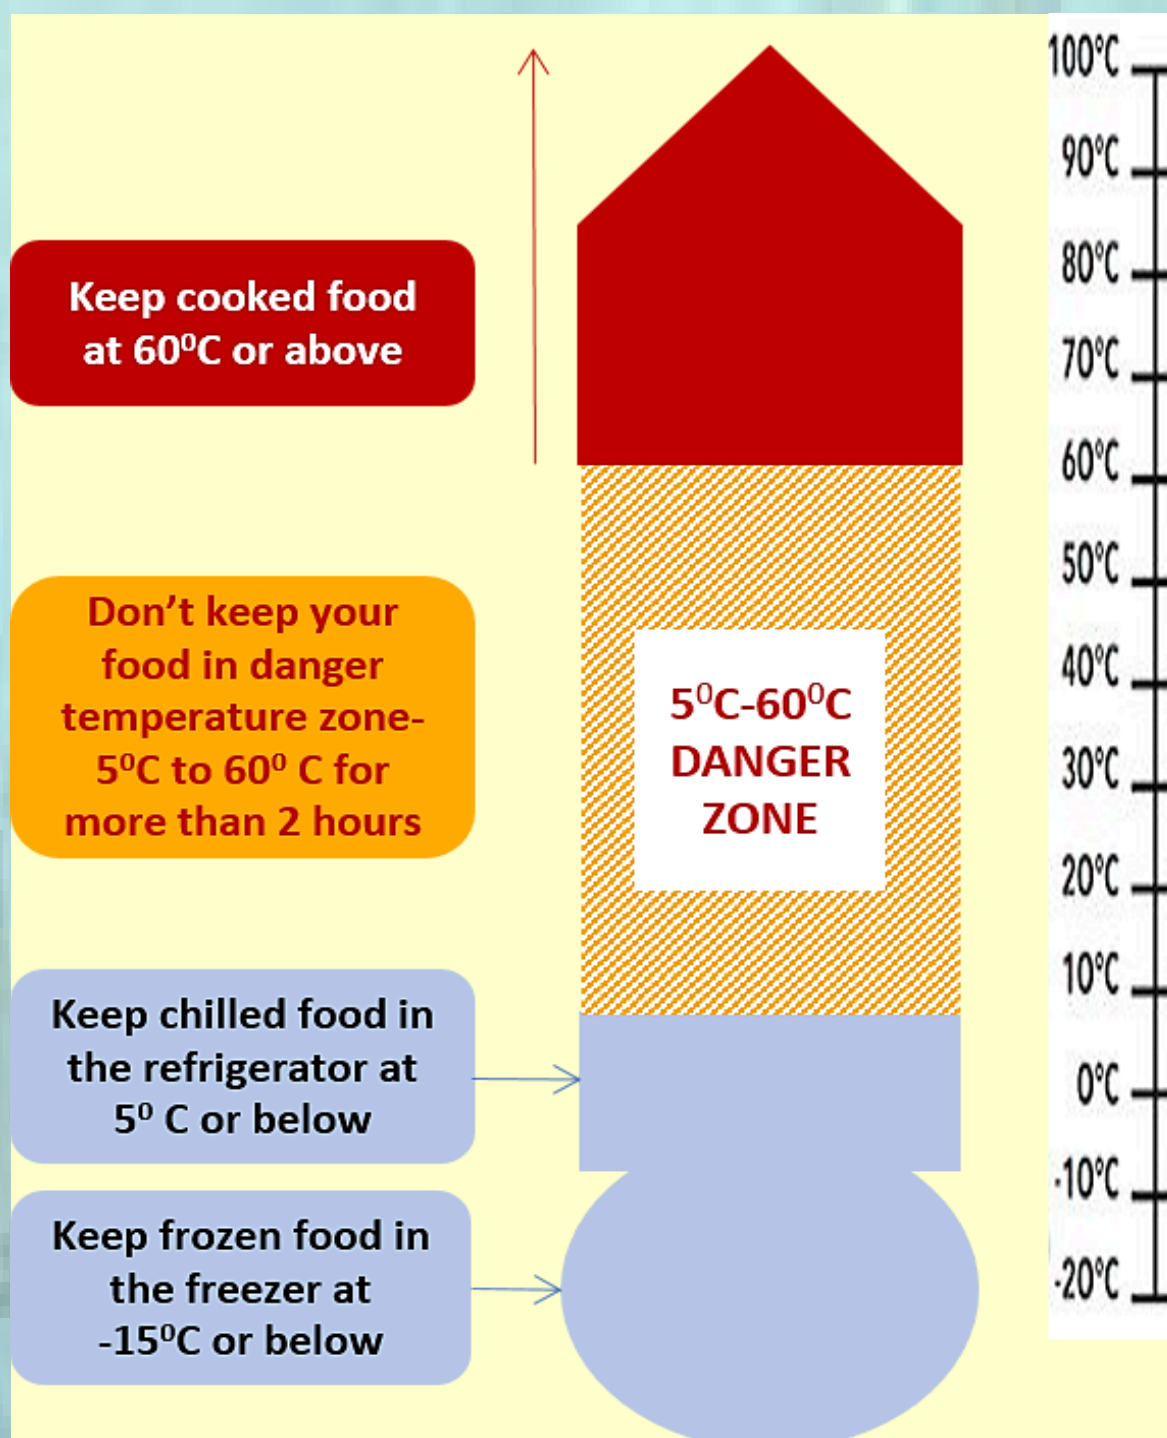 Keep cooked food
at 60⁰C or above
Don’t keep your
food in danger
temperature zone-
5⁰C to 60⁰ C for
more than 2 hours
Keep chilled food in
the refrigerator at
5⁰ C or below
Keep frozen food in
the freezer at
-15⁰C or below
5⁰C-60⁰C
DANGER
ZONE
100°C
90°C
80°C
70°C
60°C
50°C
40°C
30°C
20°C
10°C
0°C
-10°C
-20°C